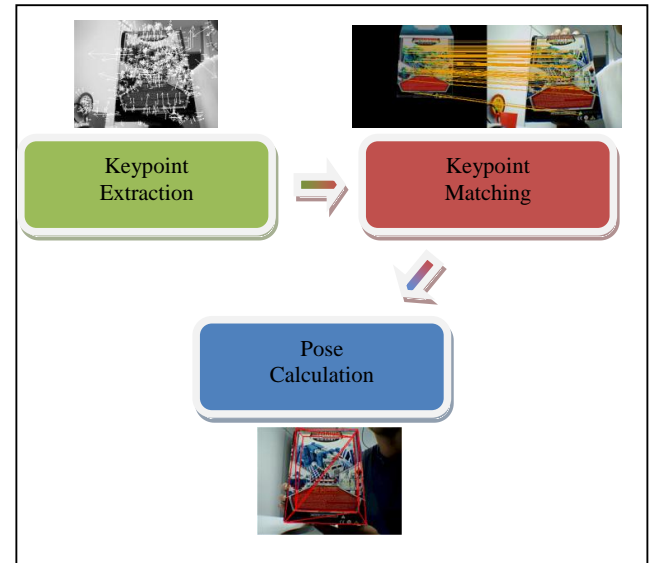 Keypoint
Extraction
Keypoint
Matching
Pose
Calculation